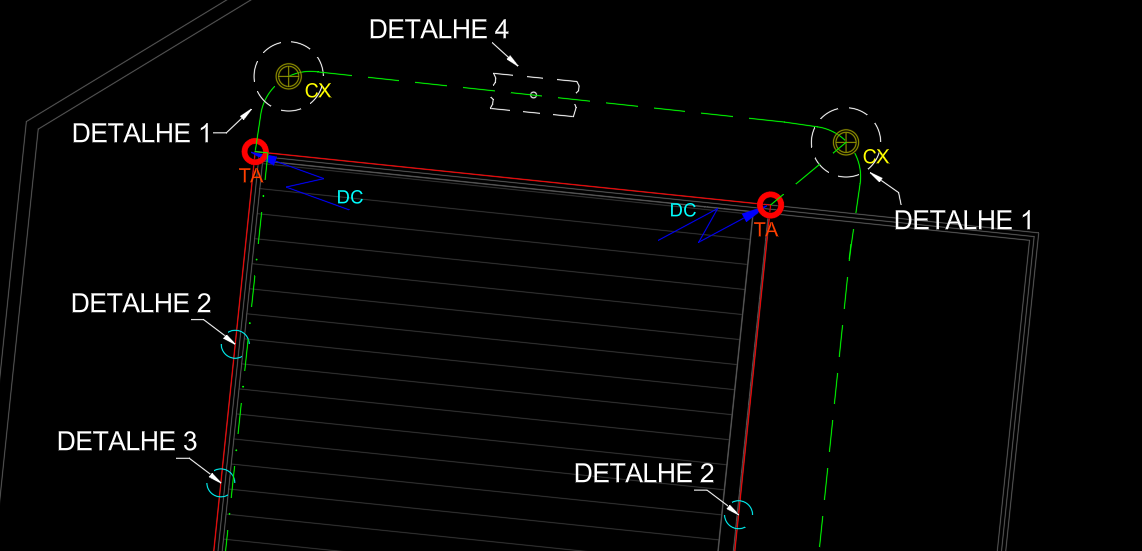 DETALHE 4
CX
DETALHE 1
CX
TA
DC
DC
DETALHE 1
TA
DETALHE 2
DETALHE 3
DETALHE 2